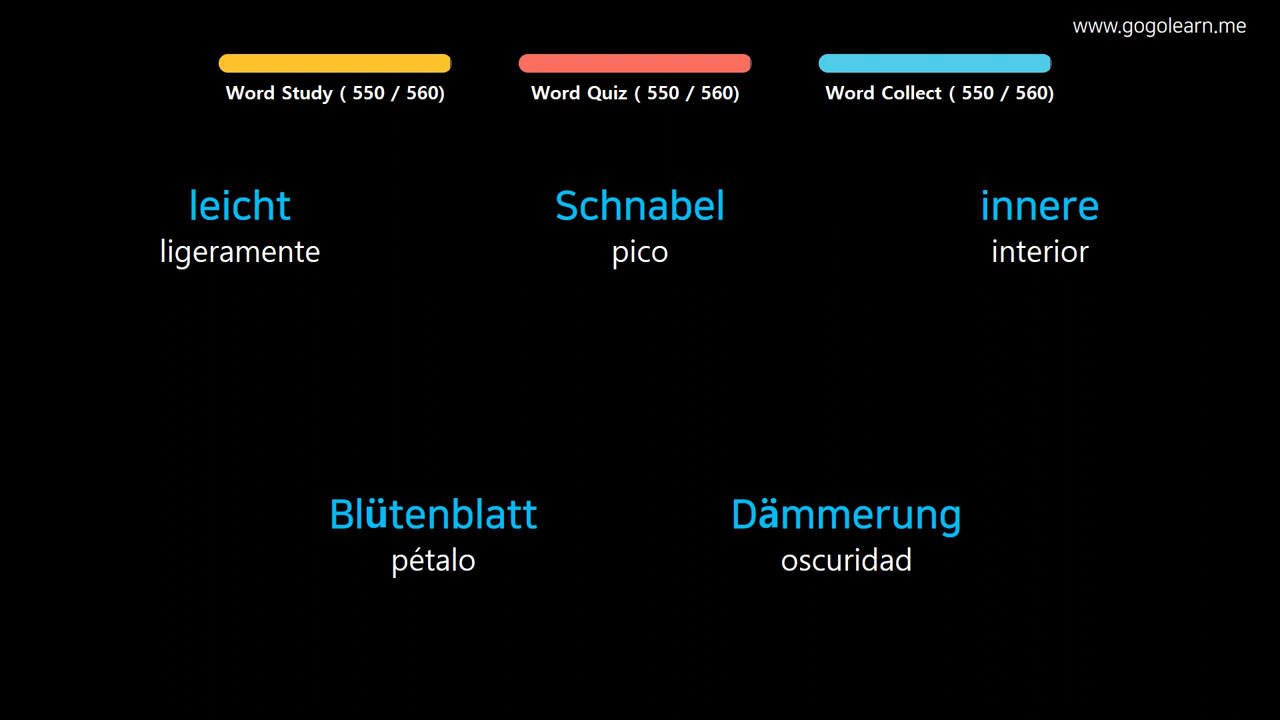 www.gogolearn.me
Word Study ( 550 / 560)
Word Quiz ( 550 / 560)
Word Collect ( 550 / 560)
leicht
ligeramente
Schnabel
pico
innere
interior
Blütenblatt
pétalo
Dämmerung
oscuridad